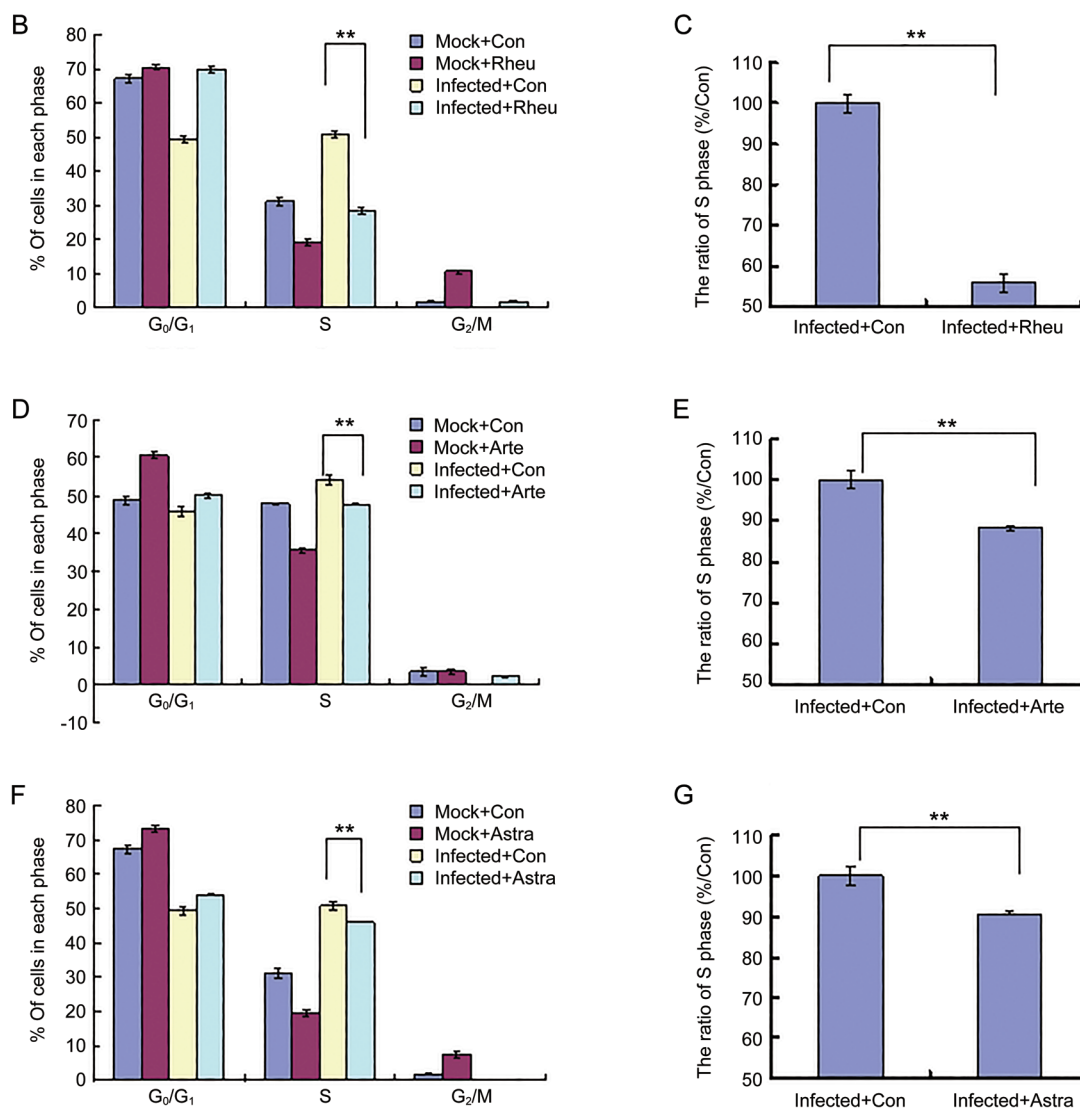 B
% Of cells in each phase
80
70
60
50
40
30
20
10
0
**
Mock+Con
Mock+Rheu
Infected+Con
Infected+Rheu
G₀/G₁
S
G₂/M
C
The ratio of S phase (%/Con)
110
100
90
80
70
60
50
**
Infected+Con
Infected+Rheu
D
% Of cells in each phase
70
60
50
40
30
20
10
0
-10
**
Mock+Con
Mock+Arte
Infected+Con
Infected+Arte
G₀/G₁
S
G₂/M
E
The ratio of S phase (%/Con)
110
100
90
80
70
60
50
**
Infected+Con
Infected+Arte
F
% Of cells in each phase
80
70
60
50
40
30
20
10
0
**
Mock+Con
Mock+Astra
Infected+Con
Infected+Astra
G₀/G₁
S
G₂/M
G
The ratio of S phase (%/Con)
110
100
90
80
70
90
50
**
Infected+Con
Infected+Astra